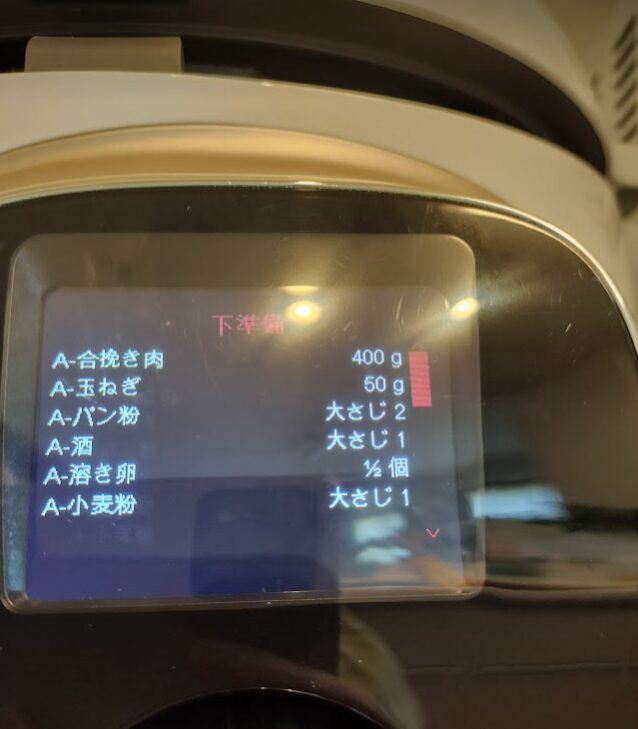 下準備
A-合挽き肉 400 g
A-玉ねぎ 50 g
A-パン粉 大さじ 2
A-酒 大さじ 1
A-溶き卵 ½ 個
A-小麦粉 大さじ 1